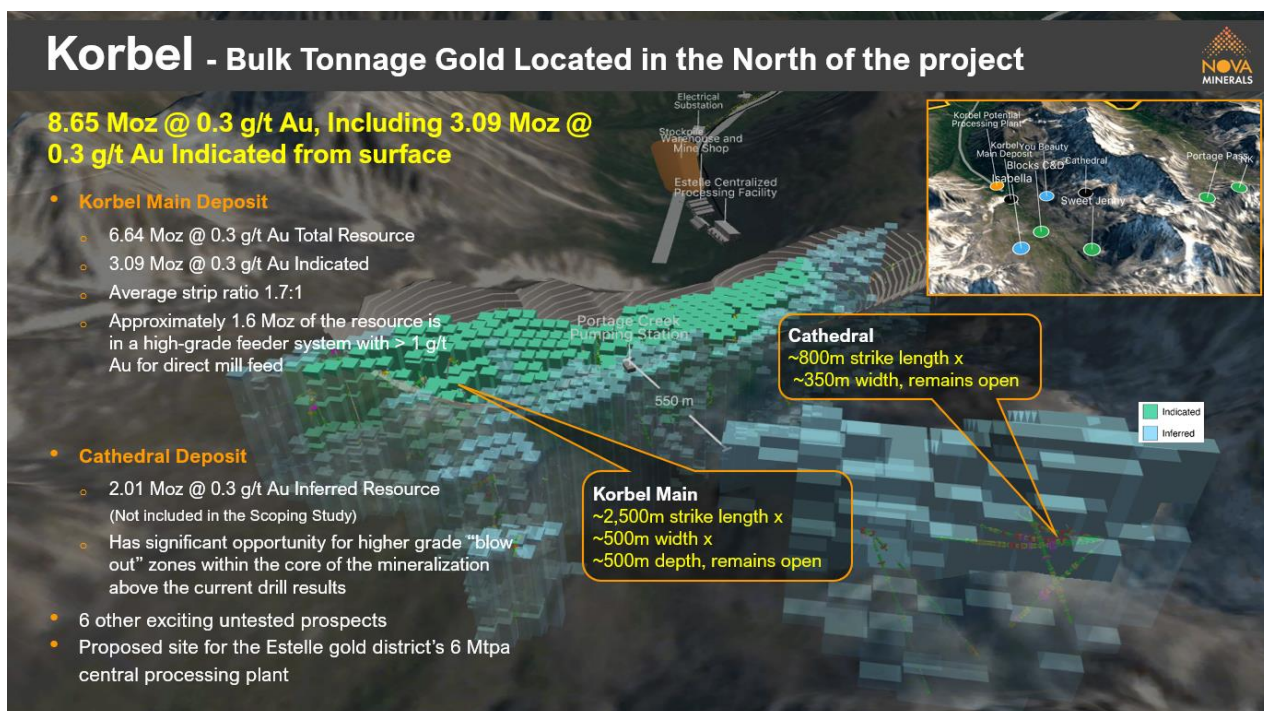 Korbel - Bulk Tonnage Gold Located in the North of the project
NOVA
MINERALS
8.65 Moz @ 0.3 g/t Au, Including 3.09 Moz @
0.3 g/t Au Indicated from surface
• Korbel Main Deposit
o 6.64 Moz @ 0.3 g/t Au Total Resource
o 3.09 Moz @ 0.3 g/t Au Indicated
o Average strip ratio 1.7:1
o Approximately 1.6 Moz of the resource is
in a high-grade feeder system with > 1 g/t
Au for direct mill feed
• Cathedral Deposit
o 2.01 Moz @ 0.3 g/t Au Inferred Resource
(Not included in the Scoping Study)
o Has significant opportunity for higher grade “blow
out” zones within the core of the mineralization
above the current drill results
• 6 other exciting untested prospects
• Proposed site for the Estelle gold district’s 6 Mtpa
central processing plant
Electrical
Substation
Stockpile
Warehouse and
Mine Shop
Estelle Centralized
Processing Facility
Portage Creek
Pumping Station
550 m
Korbel Main
~2,500m strike length x
~500m width x
~500m depth, remains open
Cathedral
~800m strike length x
~350m width, remains open
Indicated
Inferred
Korbel Potential
Processing Plant
Korbel
Main Deposit
You Beauty
Blocks C&D
Cathedral
Isabella
Sweet Jenny
Portage Pass
NK